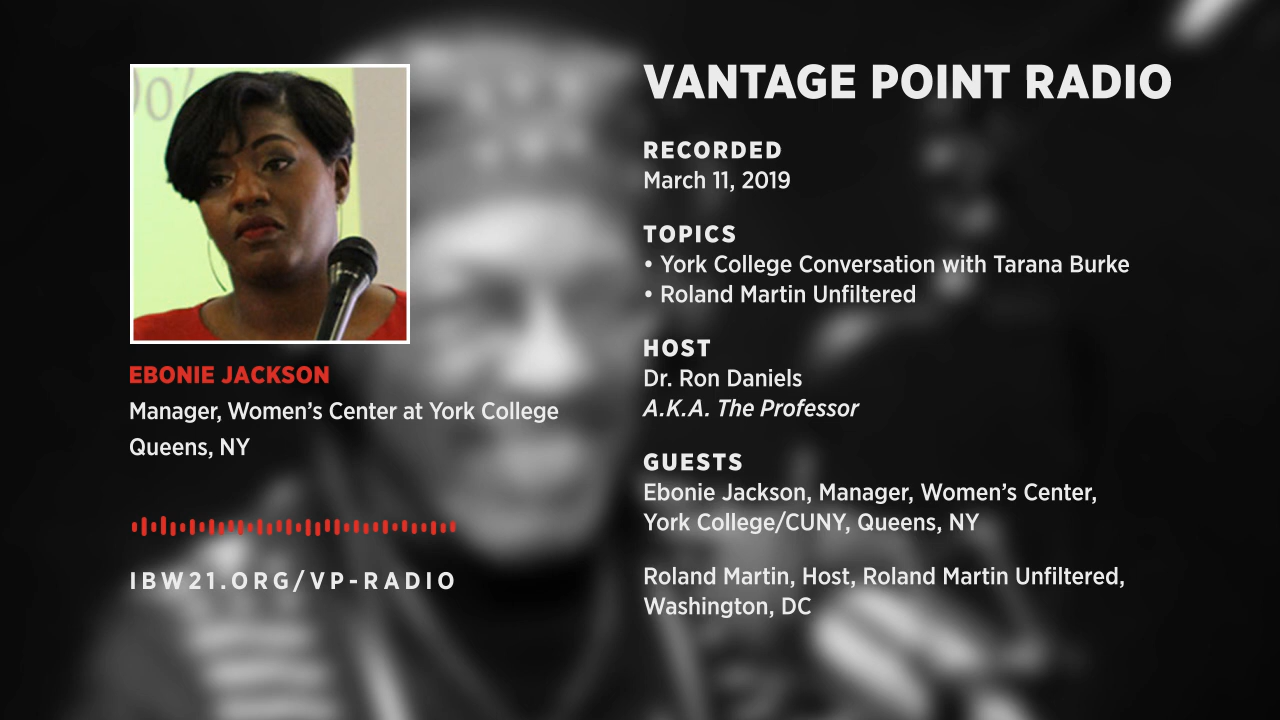 VANTAGE POINT RADIO
RECORDED
March 11, 2019
TOPICS
• York College Conversation with Tarana Burke
• Roland Martin Unfiltered
HOST
Dr. Ron Daniels
A.K.A. The Professor
GUESTS
Ebonie Jackson, Manager, Women's Center,
York College/CUNY, Queens, NY
Roland Martin, Host, Roland Martin Unfiltered,
Washington, DC
EBONIE JACKSON
Manager, Women's Center at York College
Queens, NY
IBW21.ORG/VP-RADIO